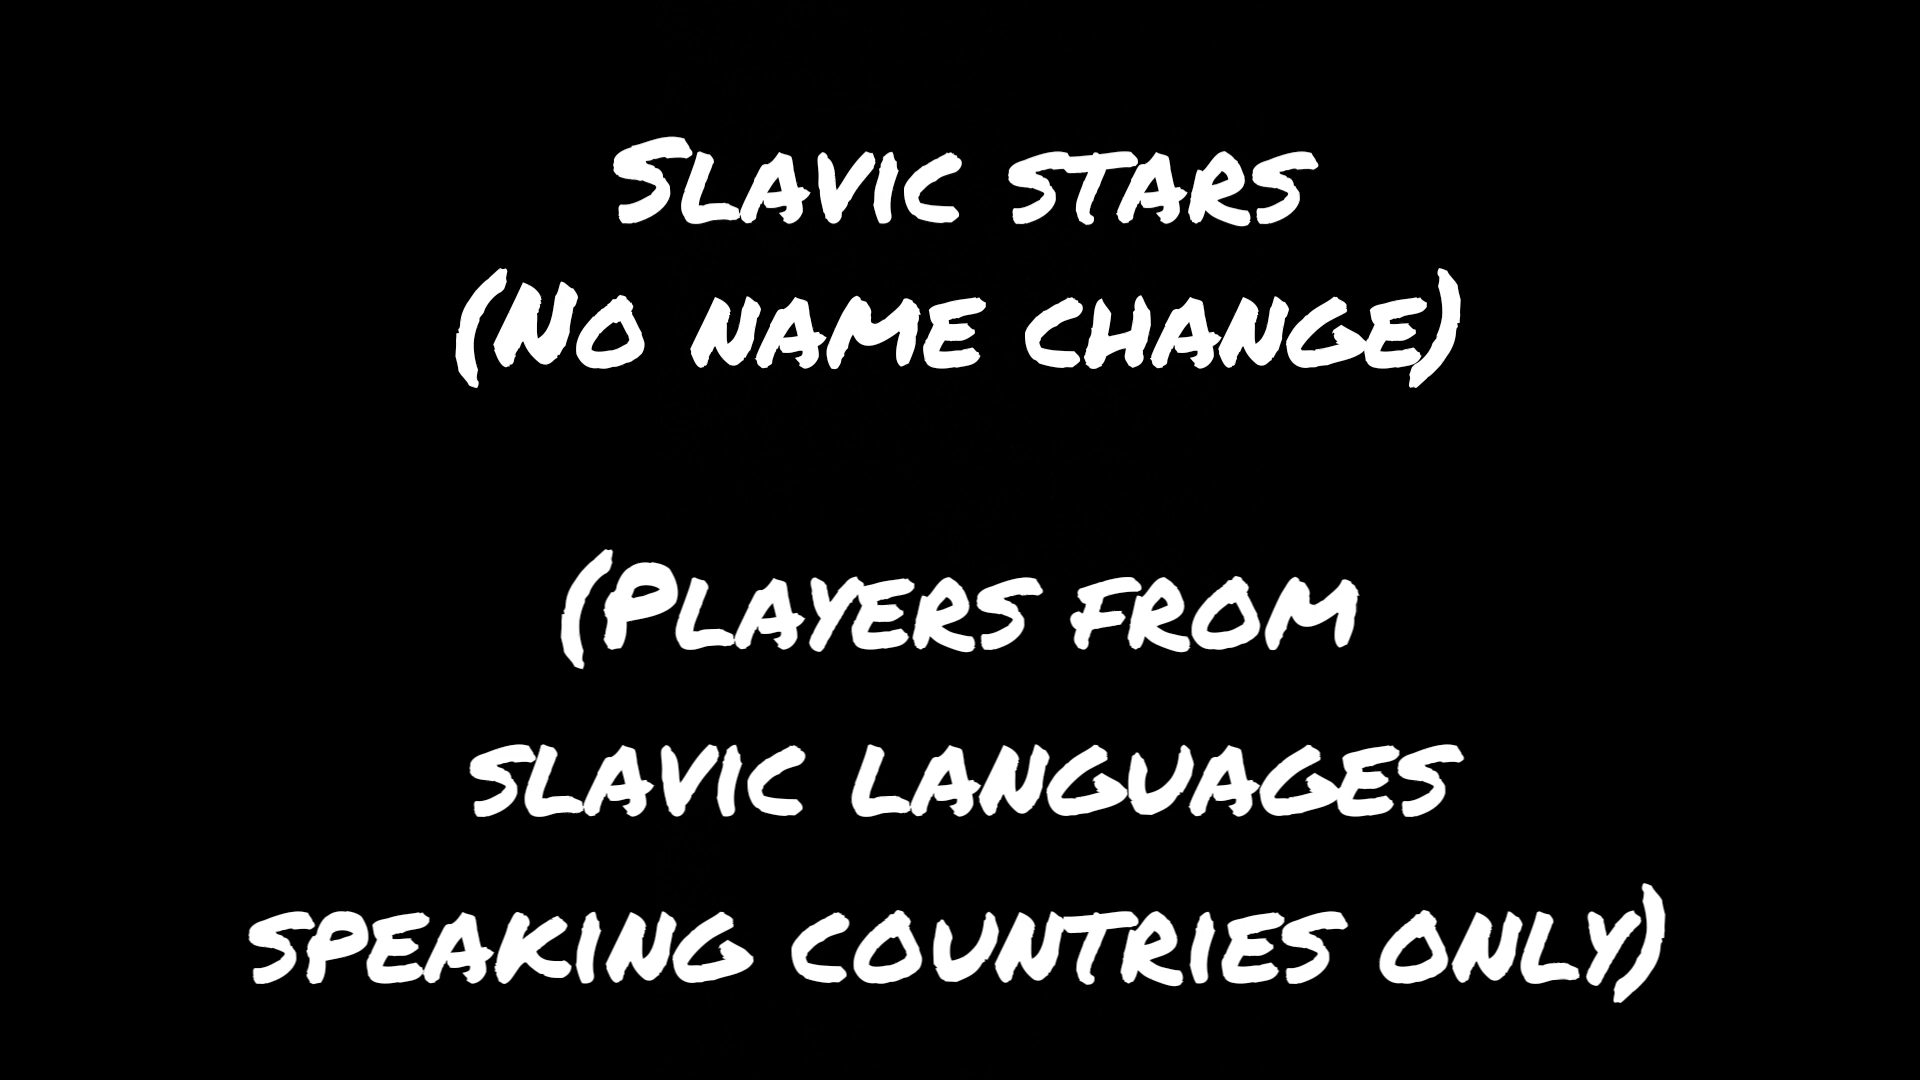 Slavic stars
(No name change)
(Players from
slavic languages
speaking countries only)